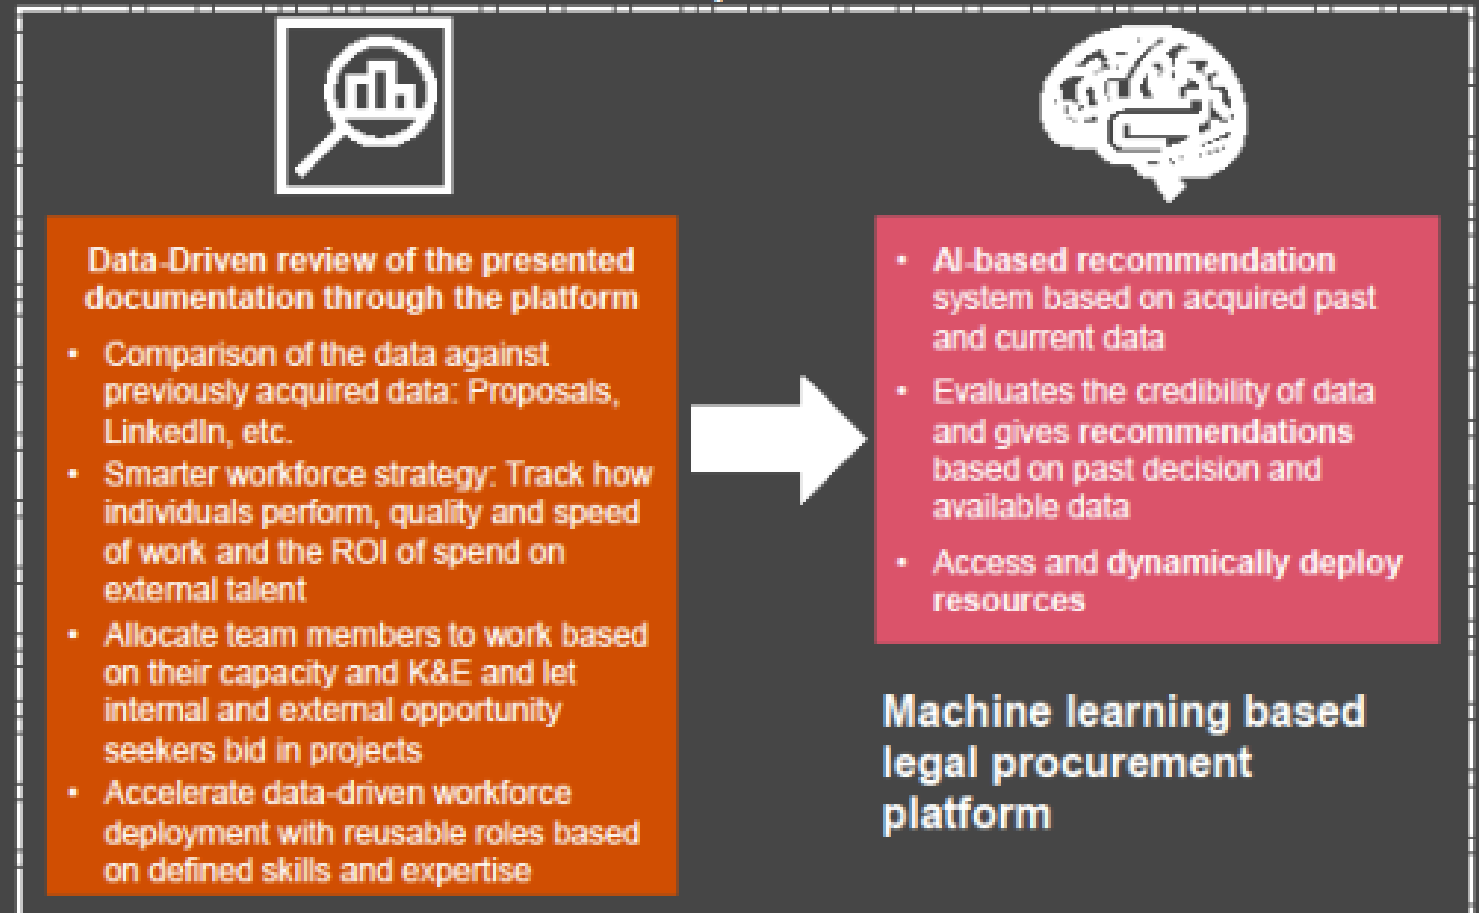 Data-Driven review of the presented
documentation through the platform
• Comparison of the data against
previously acquired data: Proposals,
LinkedIn, etc.
• Smarter workforce strategy: Track how
individuals perform, quality and speed
of work and the ROI of spend on
external talent
• Allocate team members to work based
on their capacity and K&E and let
internal and external opportunity
seekers bid in projects
• Accelerate data-driven workforce
deployment with reusable roles based
on defined skills and expertise
• AI-based recommendation
system based on acquired past
and current data
• Evaluates the credibility of data
and gives recommendations
based on past decision and
available data
• Access and dynamically deploy
resources
Machine learning based
legal procurement
platform